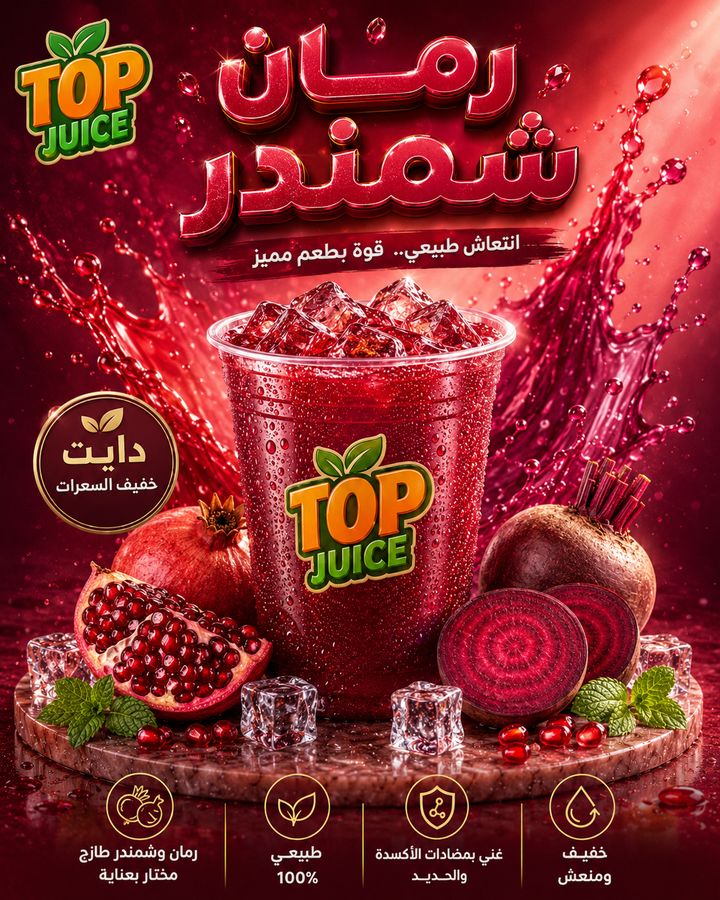 TOP
JUICE
رمان
شمندر
انتعاش طبيعي.. قوة بطعم مميز
دايت
خفيف السعرات
TOP
JUICE
خفيف
ومنعش
غني بمضادات الأكسدة
والحديد
طبيعي
100%
رمان وشمندر طازج
مختار بعناية